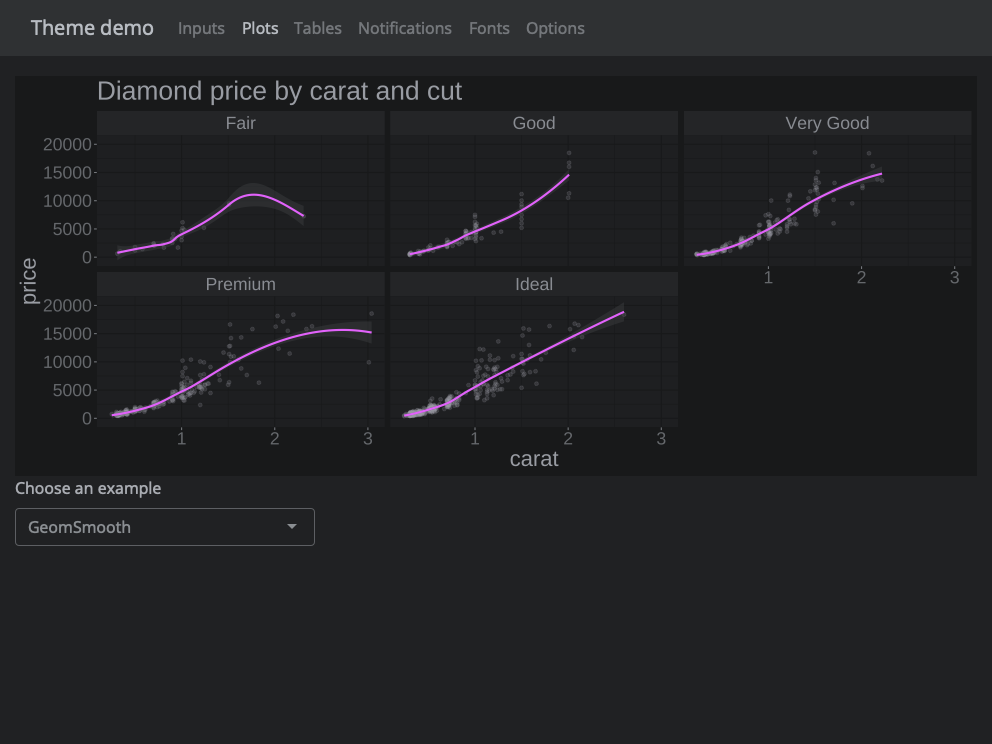 Theme demo Inputs Plots Tables Notifications Fonts Options
Diamond price by carat and cut
Fair Good Very Good
20000
15000
10000
5000
0
1 2 3
price
Premium Ideal
20000
15000
10000
5000
0
1 2 3 1 2 3
carat
Choose an example
GeomSmooth